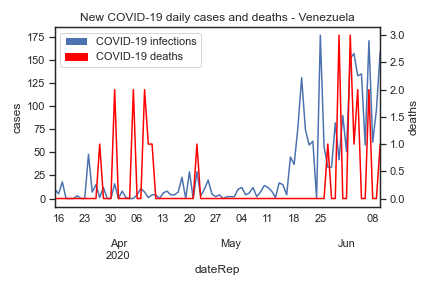 New COVID-19 daily cases and deaths - Venezuela
COVID-19 infections
COVID-19 deaths
175
150
125
100
75
50
25
0
cases
3.0
2.5
2.0
1.5
1.0
0.5
0.0
deaths
16 23 30 06 13 20 27 04 11 18 25 08
Apr May Jun
2020
dateRep